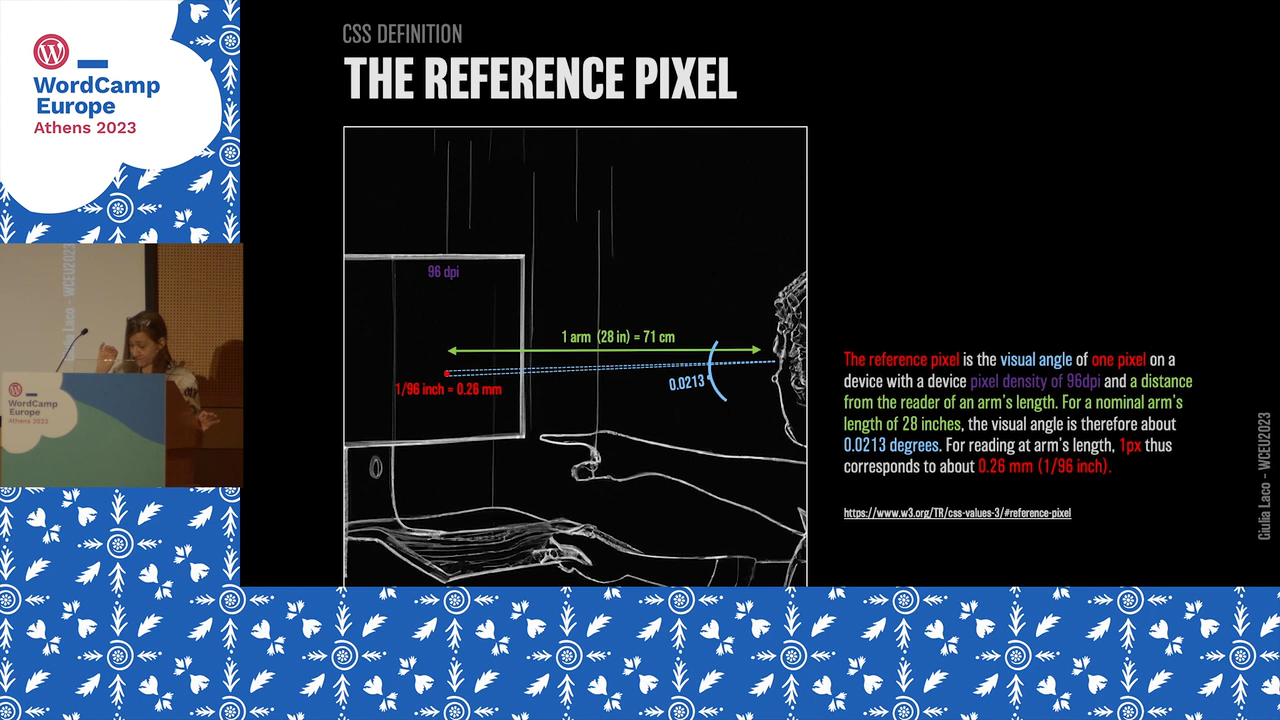 WordCamp
Europe
Athens 2023
CSS DEFINITION
THE REFERENCE PIXEL
96 dpi
1 arm (28 in) = 71 cm
0.0213°
1/96 inch = 0.26 mm
The reference pixel is the visual angle of one pixel on a
device with a device pixel density of 96dpi and a distance
from the reader of an arm's length. For a nominal arm's
length of 28 inches, the visual angle is therefore about
0.0213 degrees. For reading at arm's length, 1px thus
corresponds to about 0.26 mm (1/96 inch).
https://www.w3.org/TR/css-values-3/#reference-pixel
Giulia Laco - WCEU2023
Laco - WCEU2023
WordCamp
Europe
Athens 2023